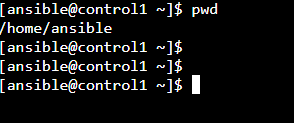 [ansible@control1 ~]$ pwd
/home/ansible
[ansible@control1 ~]$
[ansible@control1 ~]$
[ansible@control1 ~]$